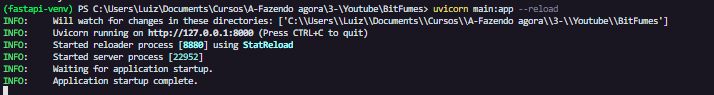 (fastapi-venv) PS C:\Users\Luiz\Documents\Cursos\A-Fazendo agora\3-\Youtube\BitFumes> uvicorn main:app --reload
INFO:     Will watch for changes in these directories: ['C:\\Users\\Luiz\\Documents\\Cursos\\A-Fazendo agora\\3-\\Youtube\\BitFumes']
INFO:     Uvicorn running on http://127.0.0.1:8000 (Press CTRL+C to quit)
INFO:     Started reloader process [8880] using StatReload
INFO:     Started server process [22952]
INFO:     Waiting for application startup.
INFO:     Application startup complete.